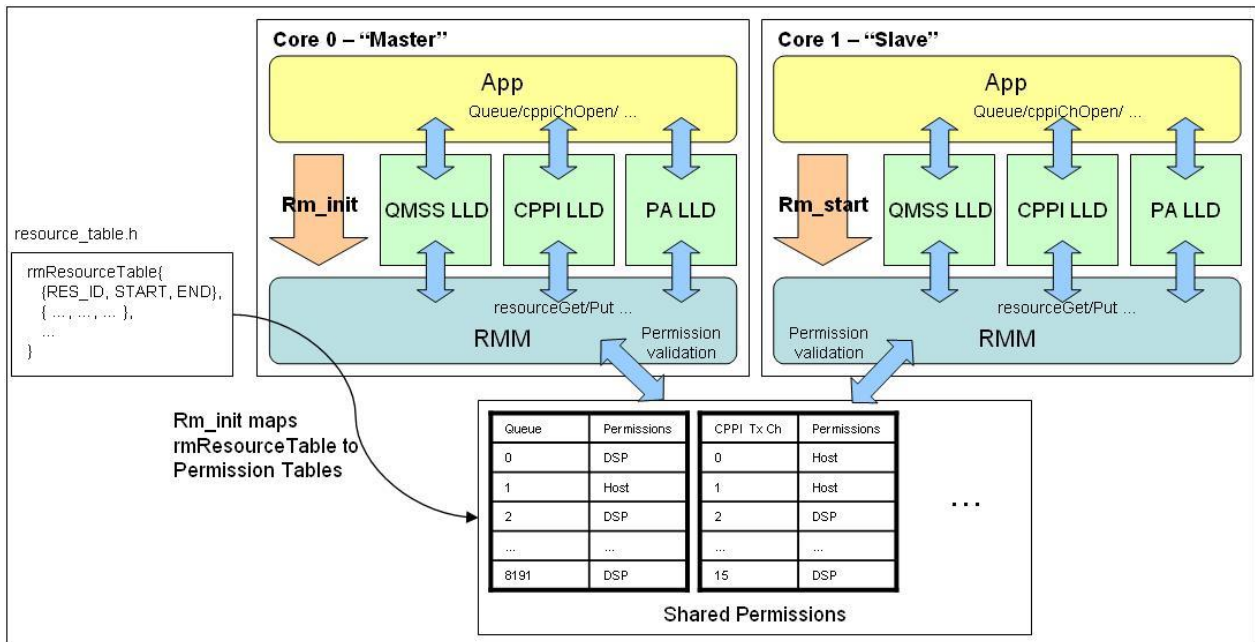 Core 0 – “Master”
App
Queue/cppiChOpen/ ...
Rm_init
QMSS LLD
CPPI LLD
PA LLD
resourceGet/Put ...
RMM
Permission
validation
Core 1 – “Slave”
App
Queue/cppiChOpen/ ...
Rm_start
QMSS LLD
CPPI LLD
PA LLD
resourceGet/Put ...
Permission
validation
RMM
resource_table.h
rmResourceTable{
{RES_ID, START, END},
{ ... , ... , ... },
...
}
Rm_init maps
rmResourceTable to
Permission Tables
Queue Permissions
0 DSP
1 Host
2 DSP
... ...
8191 DSP
CPPI Tx Ch Permissions
0 Host
1 Host
2 DSP
... ...
15 DSP
...
Shared Permissions